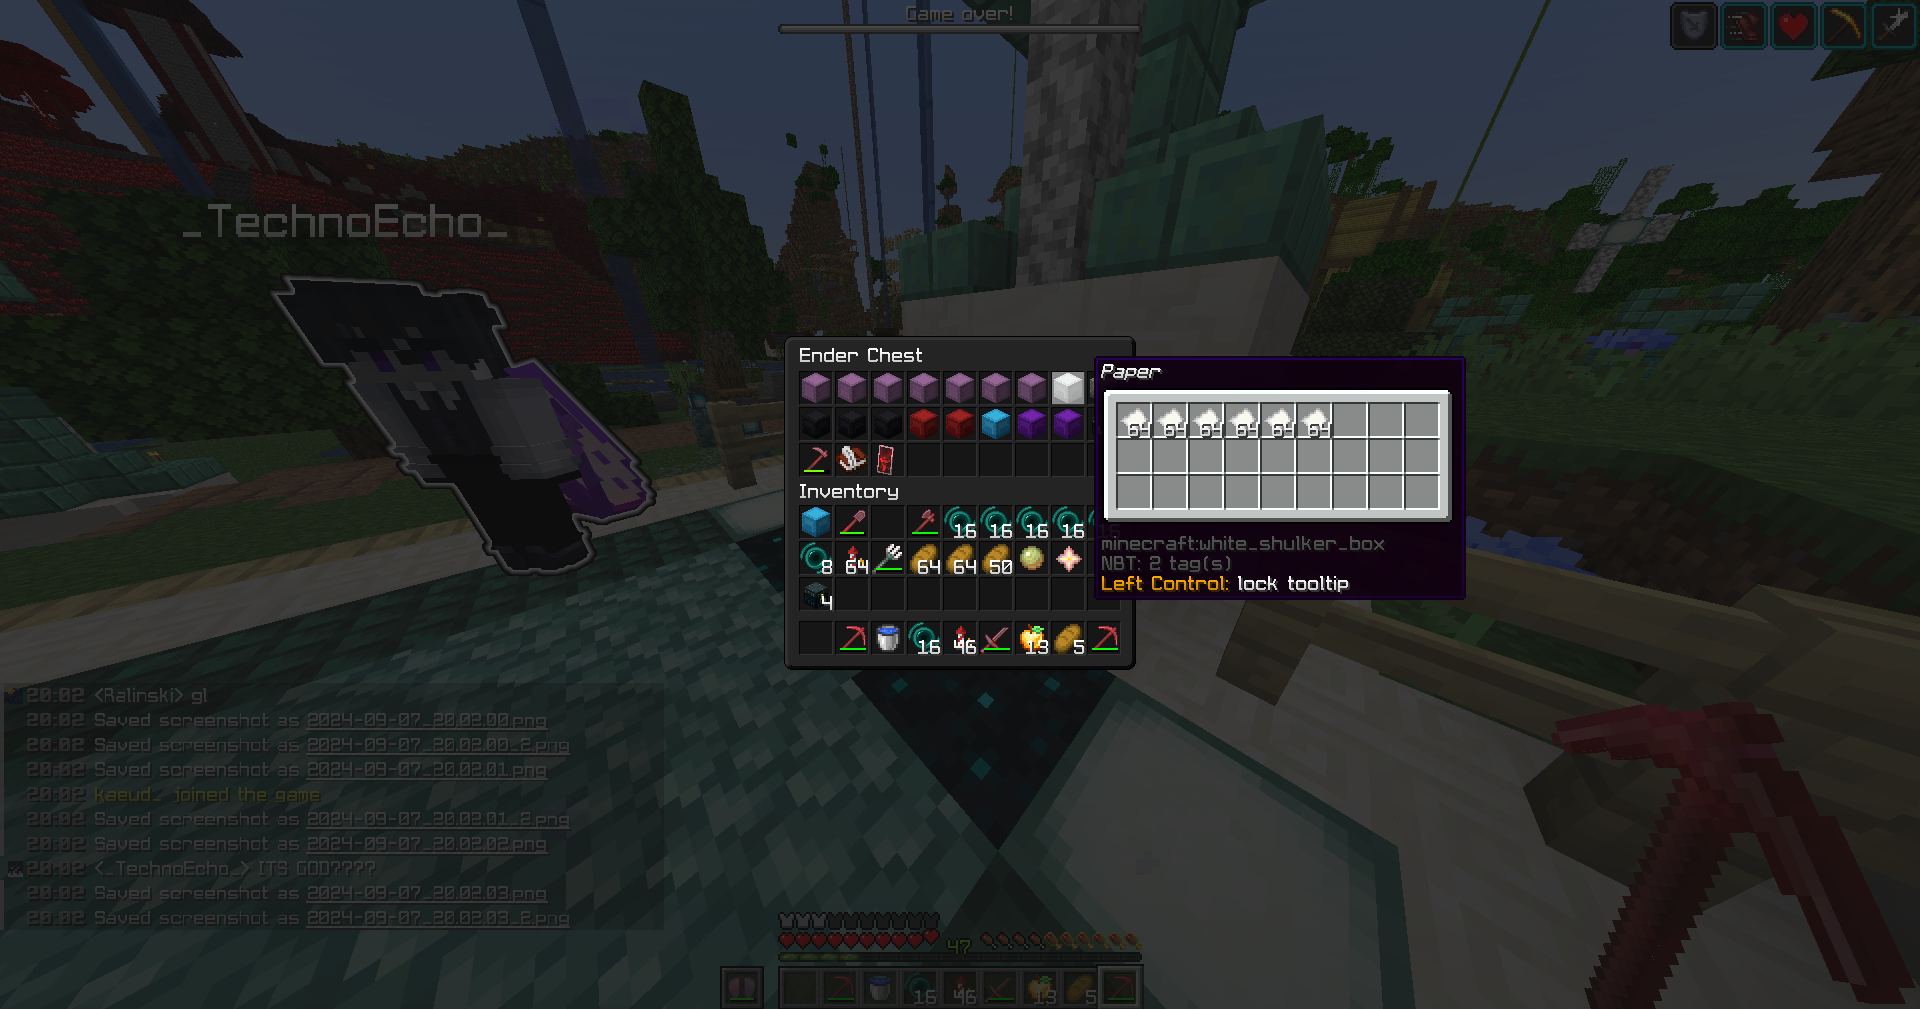 Game over!
_TechnoEcho_
Ender Chest
Paper
64 64 64 64 64 64
Inventory
16 16 16 16
8 64 64 64 50
minecraft:white_shulker_box
NBT: 2 tag(s)
Left Control: lock tooltip
4
16 46 13 5
20:02 <Ralinski> gl
20:02 Saved screenshot as 2024-09-07_20.02.00.png
20:02 Saved screenshot as 2024-09-07_20.02.00_2.png
20:02 Saved screenshot as 2024-09-07_20.02.01.png
20:02 kaeud_ joined the game
20:02 Saved screenshot as 2024-09-07_20.02.01_2.png
20:02 Saved screenshot as 2024-09-07_20.02.02.png
20:02 <_TechnoEcho_> ITS GOD????
20:02 Saved screenshot as 2024-09-07_20.02.03.png
20:02 Saved screenshot as 2024-09-07_20.02.03_2.png
47
16 46 13 5